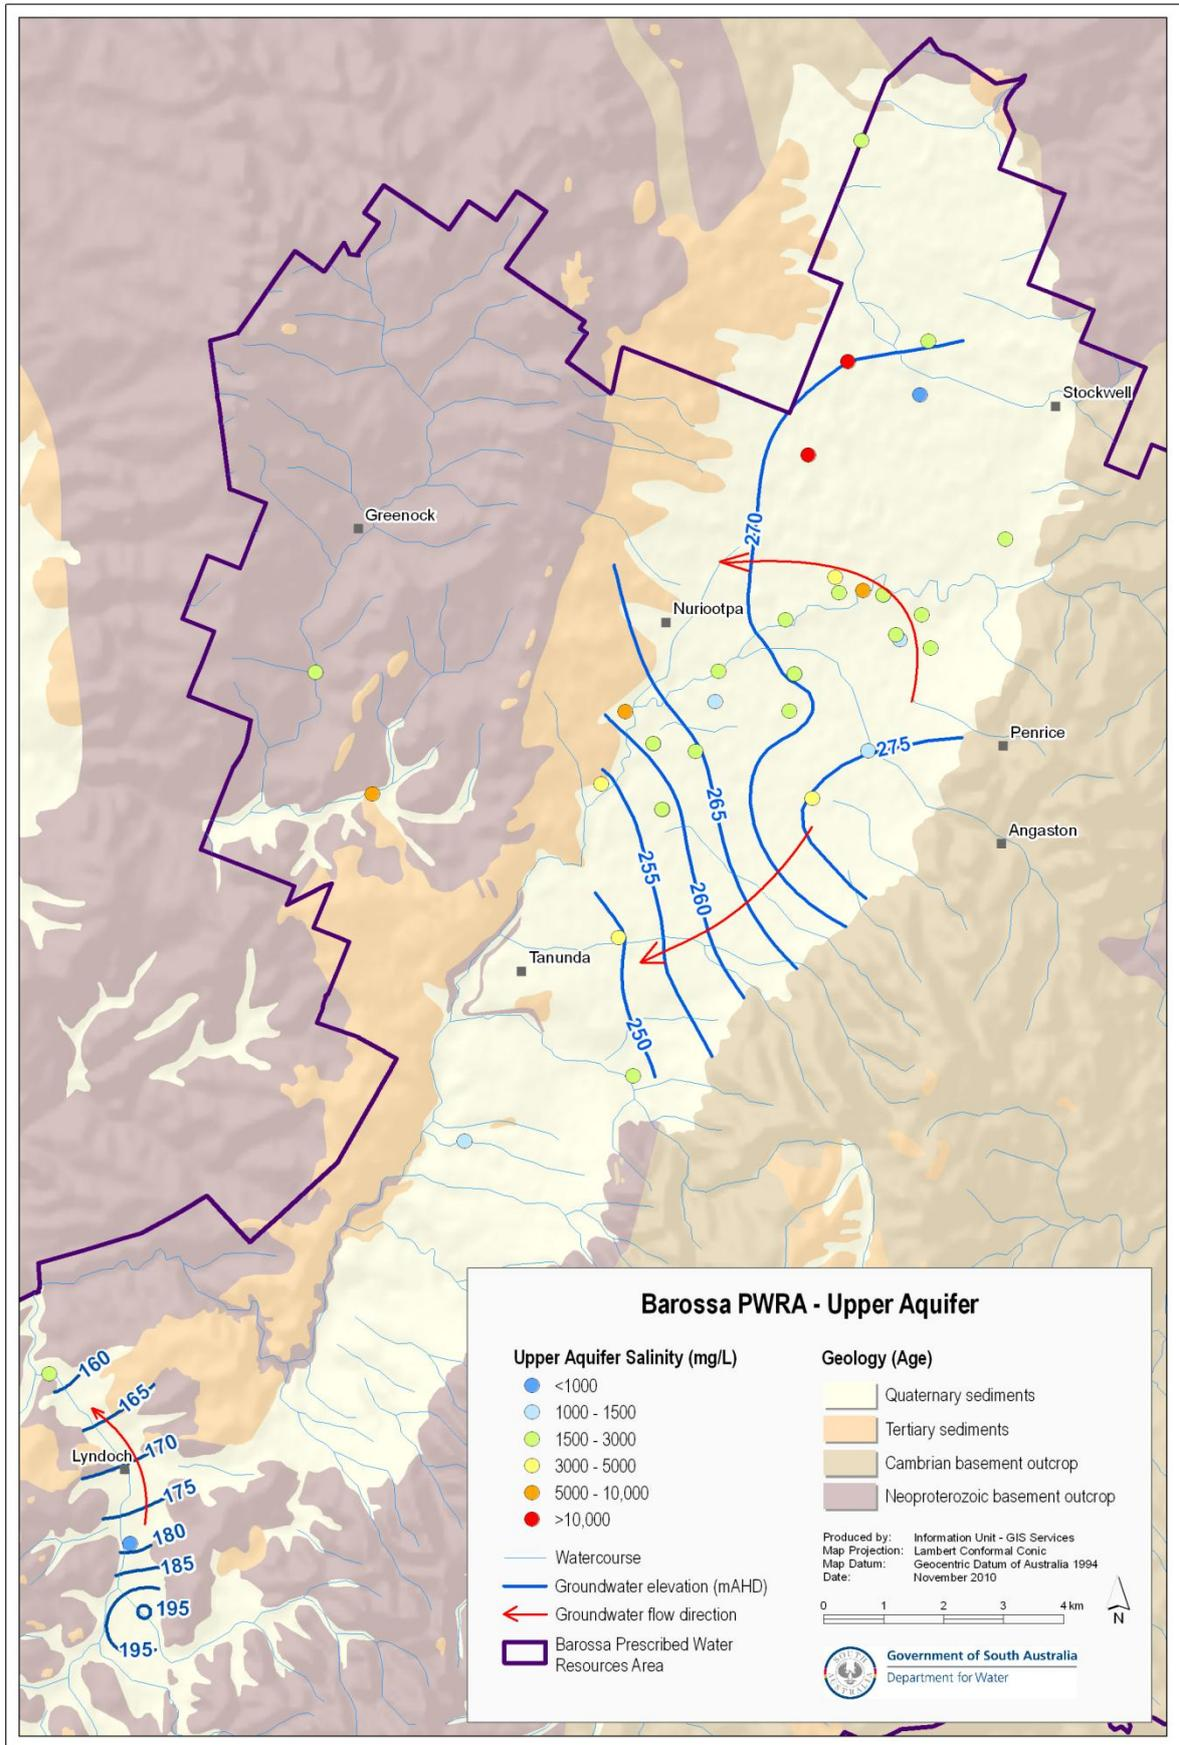 Stockwell
Greenock
270
Nuriootpa
Penrice
275
Angaston
265
255
260
Tanunda
250
160
165
Lyndoch
170
175
180
185
195
195
Barossa PWRA - Upper Aquifer
Upper Aquifer Salinity (mg/L)
<1000
1000 - 1500
1500 - 3000
3000 - 5000
5000 - 10,000
>10,000
Watercourse
Groundwater elevation (mAHD)
Groundwater flow direction
Barossa Prescribed Water
Resources Area
Geology (Age)
Quaternary sediments
Tertiary sediments
Cambrian basement outcrop
Neoproterozoic basement outcrop
Produced by: Information Unit - GIS Services
Map Projection: Lambert Conformal Conic
Map Datum: Geocentric Datum of Australia 1994
Date: November 2010
0 1 2 3 4 km
N
SOUTH AUSTRALIA
Government of South Australia
Department for Water